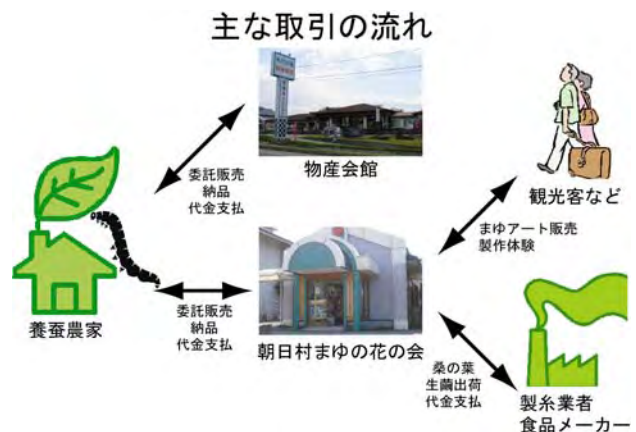 主な取引の流れ
物産会館
委託販売
納品
代金支払
観光客など
まゆアート販売
製作体験
養蚕農家
委託販売
納品
代金支払
朝日村まゆの花の会
桑の葉
生繭出荷
代金支払
製糸業者
食品メーカー